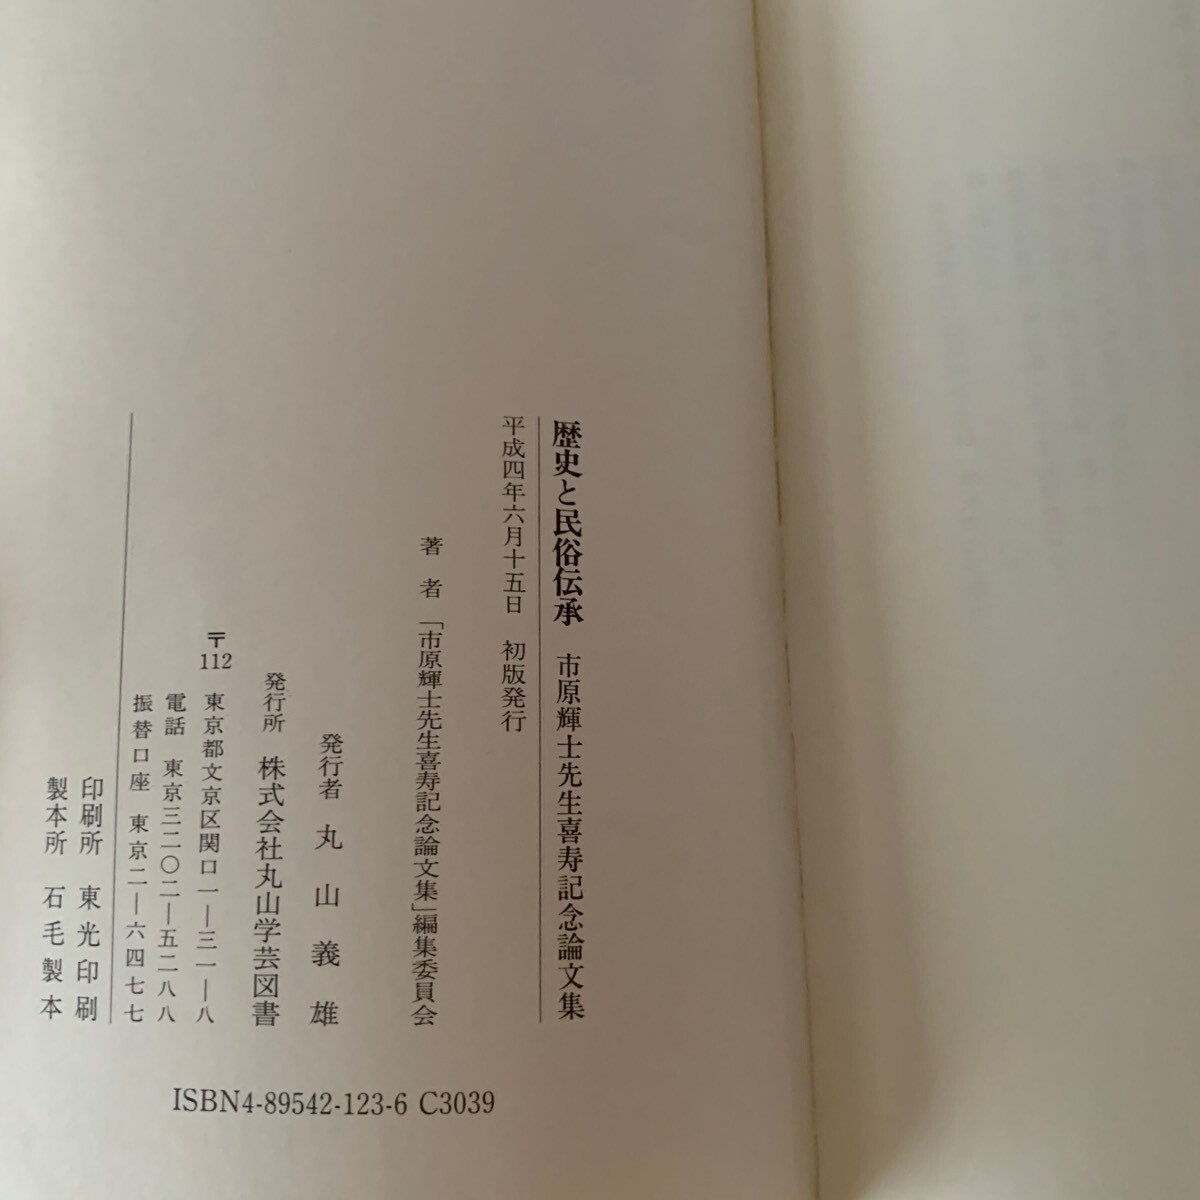 歴史と民俗伝承 市原輝士先生喜寿記念論文集
平成四年六月十五日 初版発行
著者 「市原輝士先生喜寿記念論文集」編集委員会
発行者 丸山義雄
発行所 株式会社丸山学芸図書
〒112 東京都文京区関口一―三一―八
電話 東京三二〇二―五二八八
振替口座 東京二―六四七七
印刷所 東光印刷
製本所 石毛製本
ISBN4-89542-123-6 C3039